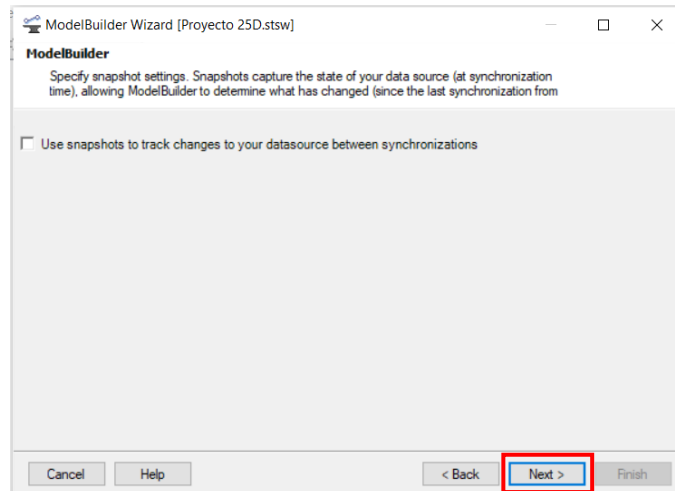 ModelBuilder Wizard [Proyecto 25D.stsw]
ModelBuilder
Specify snapshot settings. Snapshots capture the state of your data source (at synchronization
time), allowing ModelBuilder to determine what has changed (since the last synchronization from
Use snapshots to track changes to your datasource between synchronizations
Cancel Help < Back Next > Finish